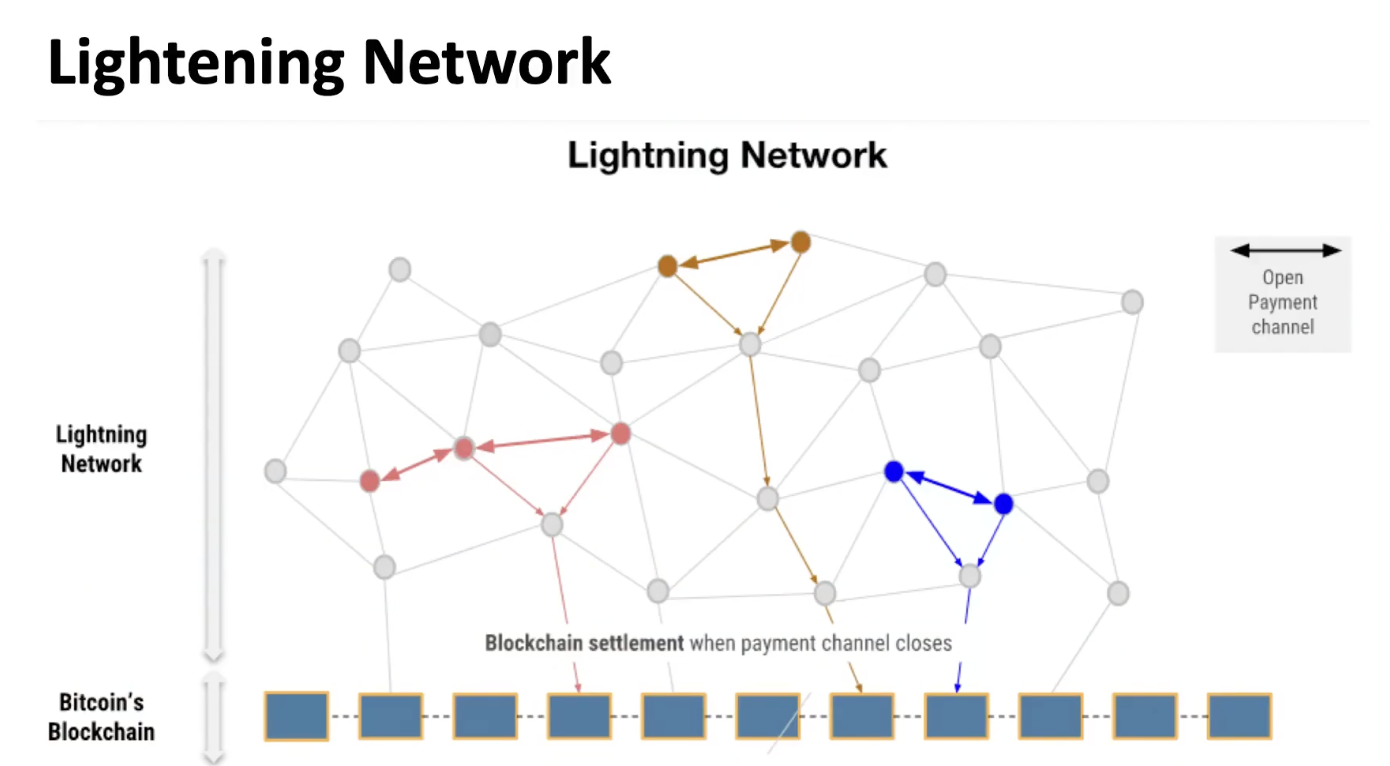 Lightening Network
Lightning Network
Open
Payment
channel
Lightning
Network
Blockchain settlement when payment channel closes
Bitcoin's
Blockchain